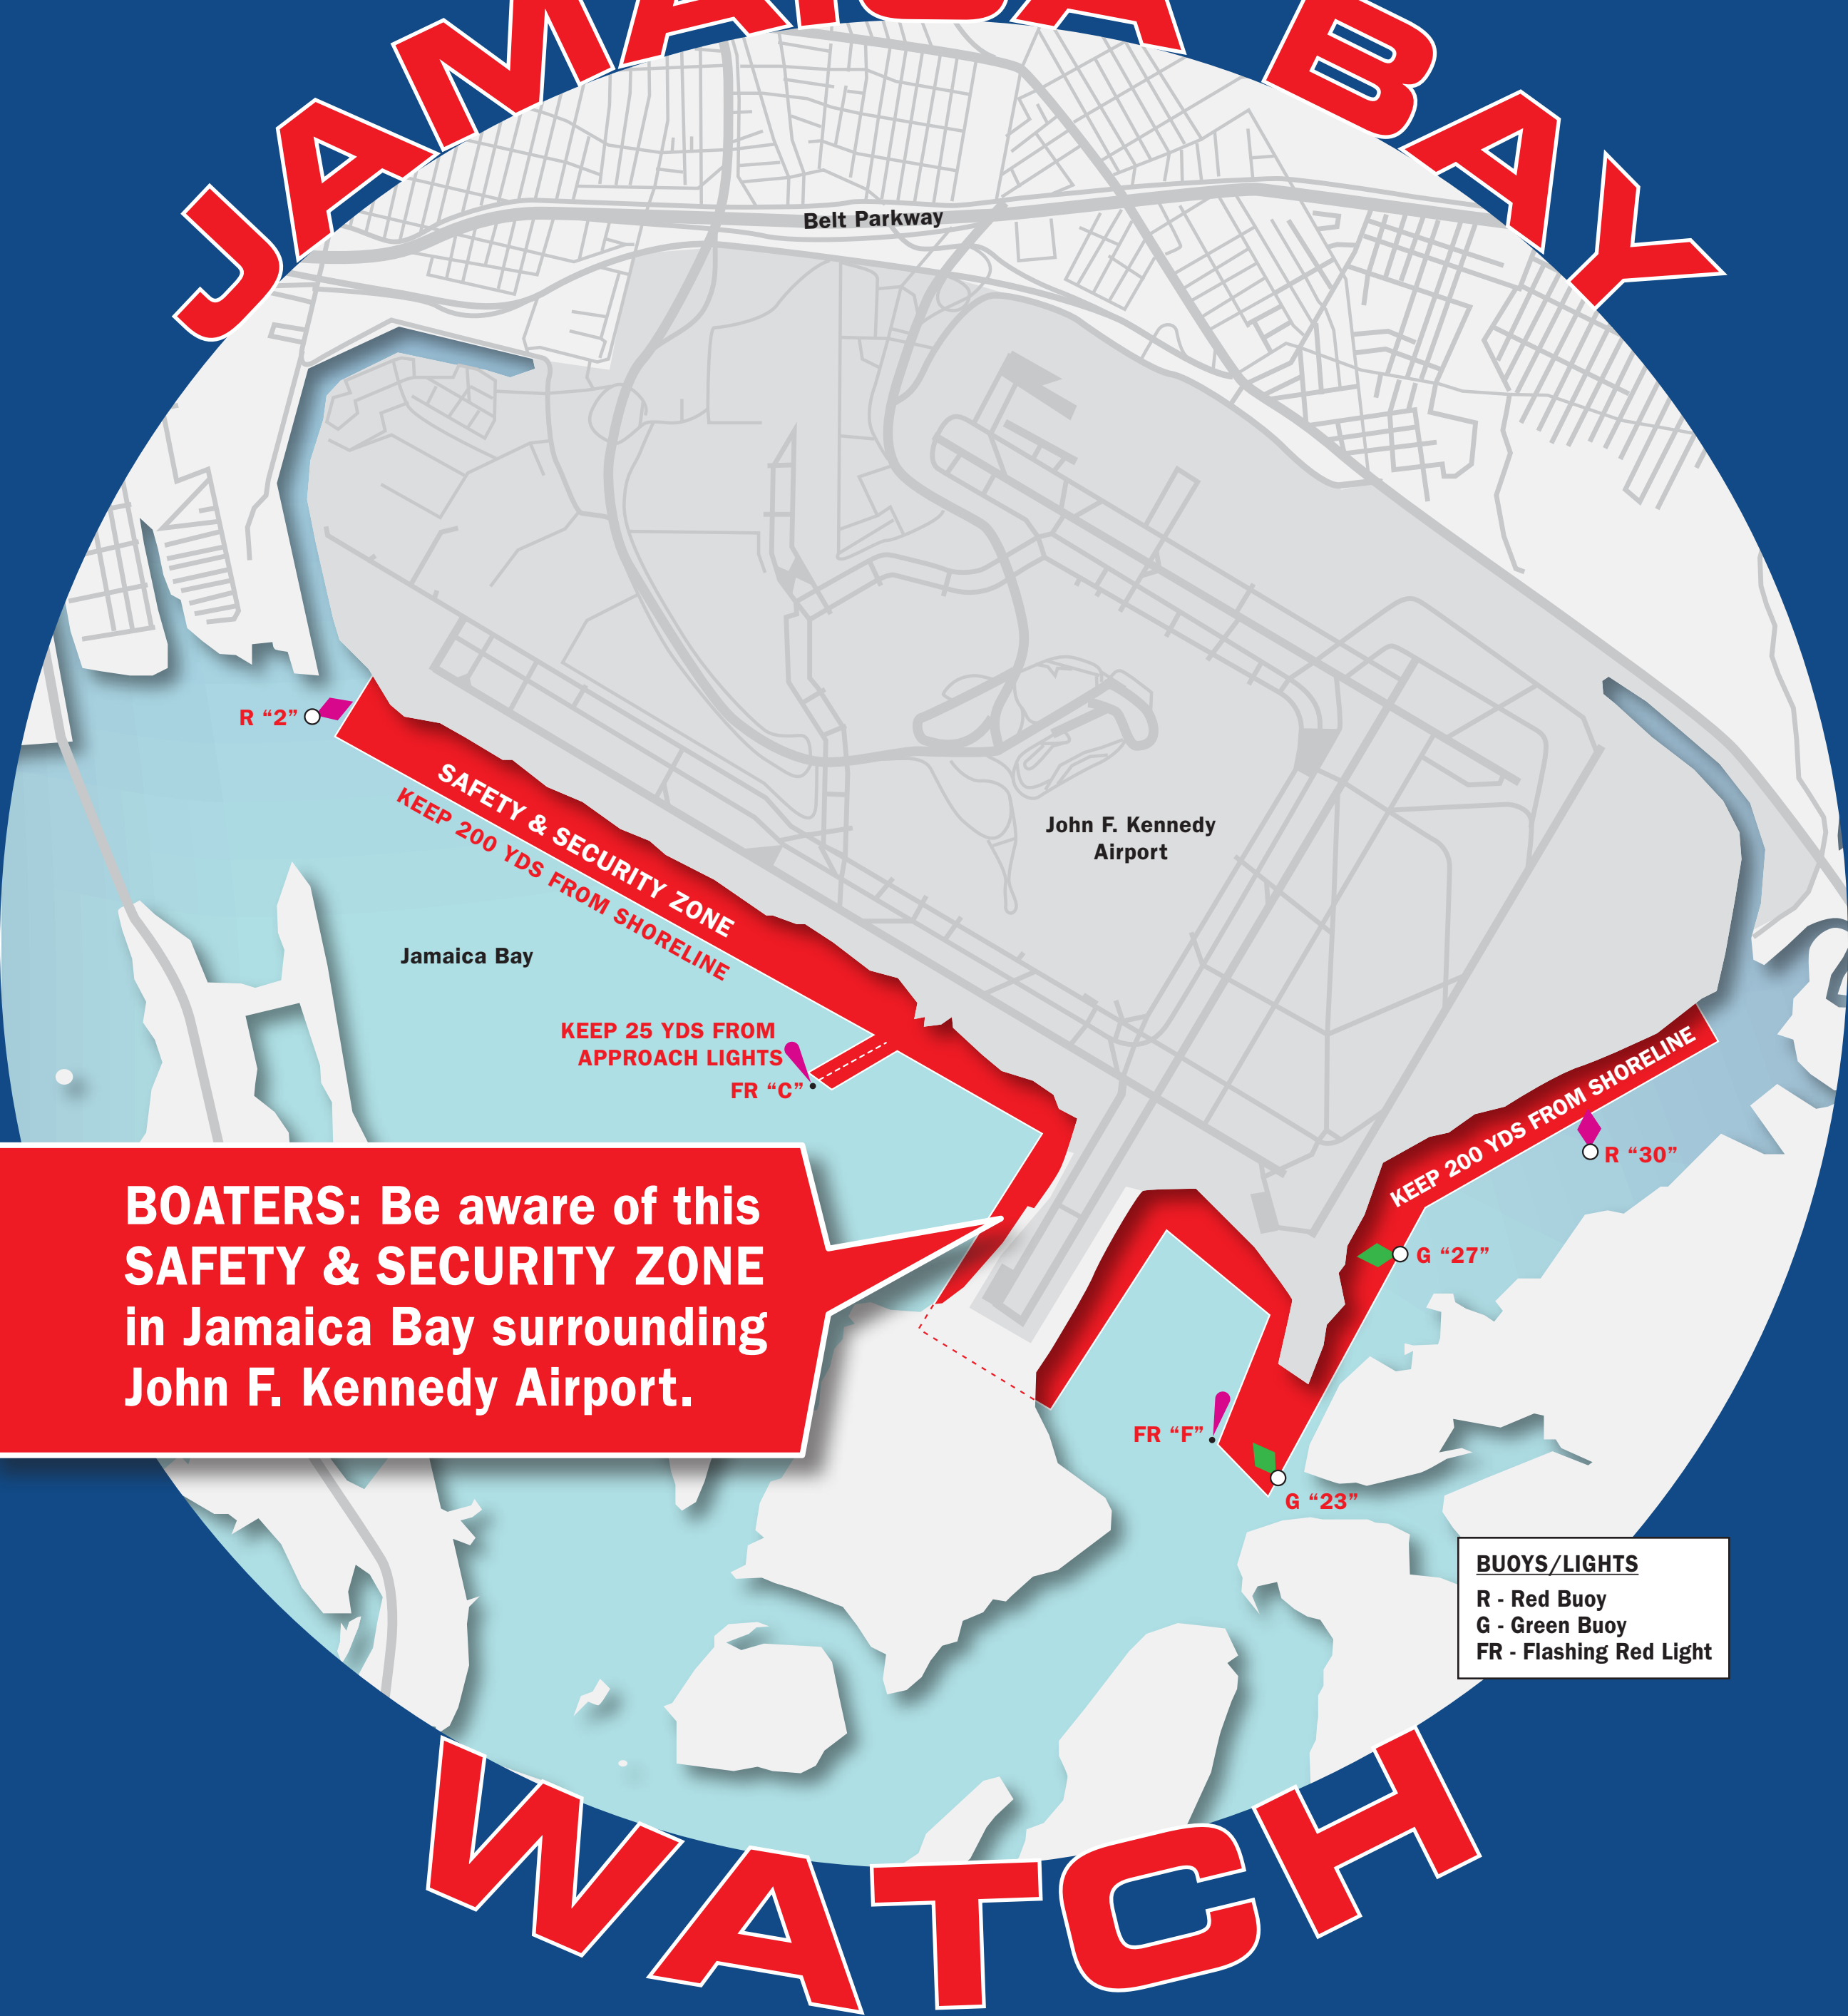 JAMAICA BAY
Belt Parkway
R “2”
SAFETY & SECURITY ZONE
KEEP 200 YDS FROM SHORELINE
John F. Kennedy
Airport
Jamaica Bay
KEEP 25 YDS FROM
APPROACH LIGHTS
FR “C”
KEEP 200 YDS FROM SHORELINE
R “30”
BOATERS: Be aware of this
SAFETY & SECURITY ZONE
in Jamaica Bay surrounding
John F. Kennedy Airport.
G “27”
FR “F”
G “23”
BUOYS/LIGHTS
R - Red Buoy
G - Green Buoy
FR - Flashing Red Light
WATCH